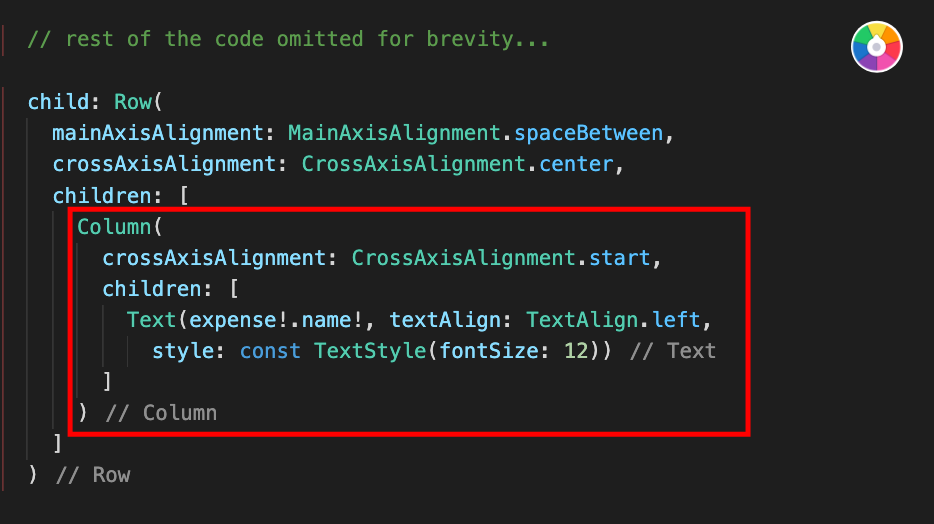 // rest of the code omitted for brevity...
child: Row(
mainAxisAlignment: MainAxisAlignment.spaceBetween,
crossAxisAlignment: CrossAxisAlignment.center,
children: [
Column(
crossAxisAlignment: CrossAxisAlignment.start,
children: [
Text(expense!.name!, textAlign: TextAlign.left,
style: const TextStyle(fontSize: 12)) // Text
]
) // Column
]
) // Row